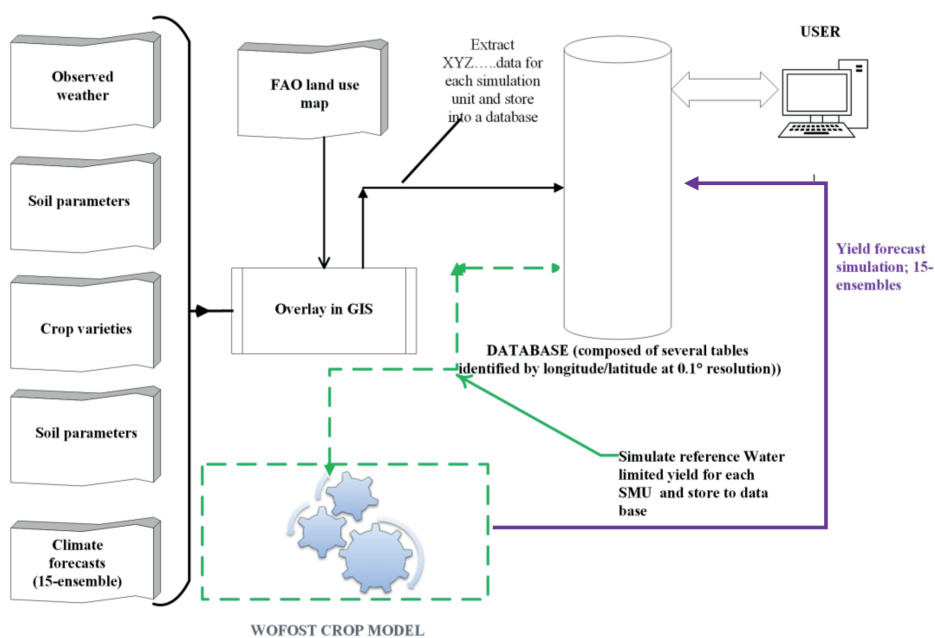 Observed
weather
Soil parameters
Crop varieties
Soil parameters
Climate
forecasts
(15-ensemble)
FAO land use
map
Overlay in GIS
Extract
XYZ…..data for
each simulation
unit and store
into a database
USER
DATABASE (composed of several tables
identified by longitude/latitude at 0.1° resolution))
Yield forecast
simulation; 15-
ensembles
Simulate reference Water
limited yield for each
SMU and store to data
base
WOFOST CROP MODEL